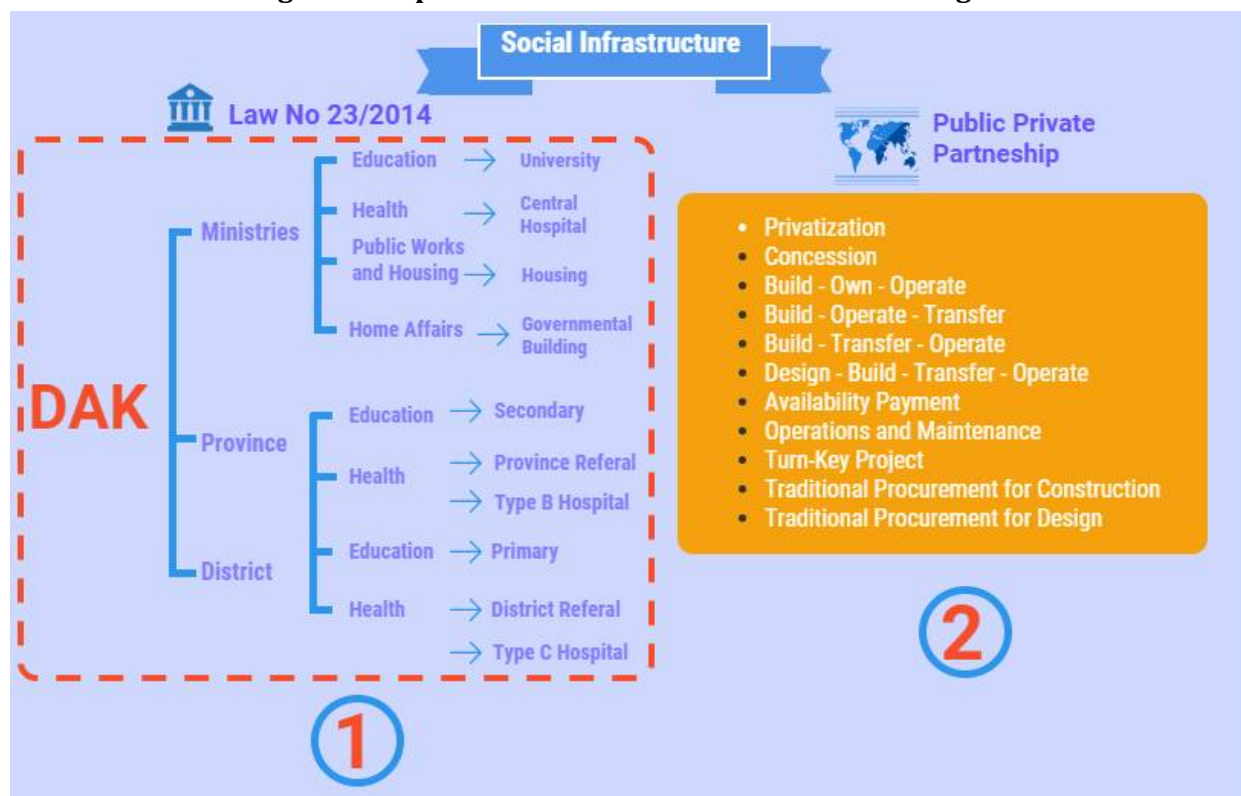 Social Infrastructure
Law No 23/2014
DAK
Ministries
Education → University
Health → Central
Hospital
Public Works
and Housing → Housing
Home Affairs → Governmental
Building
Province
Education → Secondary
Health
→ Province Referal
→ Type B Hospital
District
Education → Primary
Health → District Referal
→ Type C Hospital
1
Public Private
Partneship
• Privatization
• Concession
• Build - Own - Operate
• Build - Operate - Transfer
• Build - Transfer - Operate
• Design - Build - Transfer - Operate
• Availability Payment
• Operations and Maintenance
• Turn-Key Project
• Traditional Procurement for Construction
• Traditional Procurement for Design
2